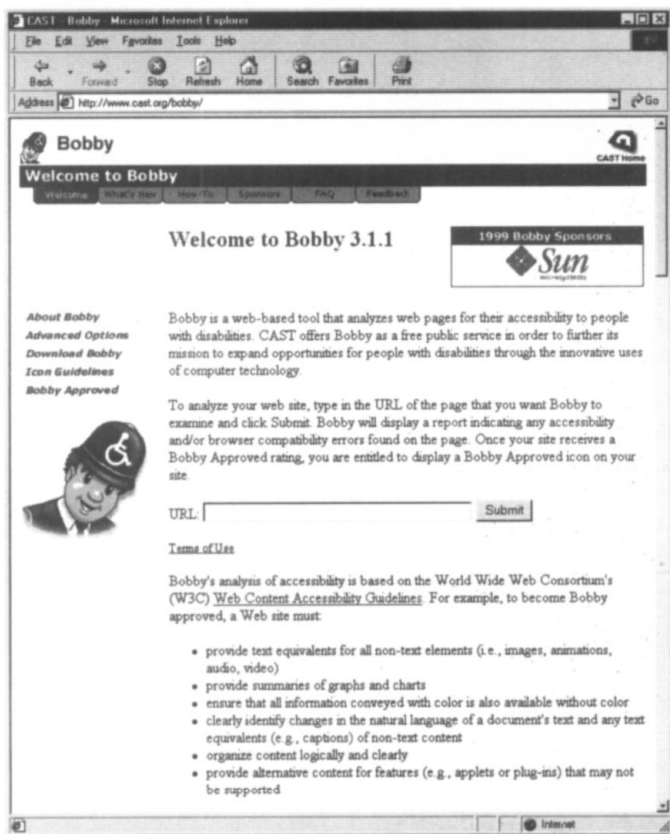 CAST - Bobby - Microsoft Internet Explorer
File Edit View Favorites Tools Help
Back Forward Stop Refresh Home Search Favorites Print
Address http://www.cast.org/bobby/ Go
Bobby
CAST Home
Welcome to Bobby
Welcome What's New How-To Sponsors FAQ Feedback
Welcome to Bobby 3.1.1
1999 Bobby Sponsors
Sun
microsystems
About Bobby
Advanced Options
Download Bobby
Icon Guidelines
Bobby Approved
Bobby is a web-based tool that analyzes web pages for their accessibility to people
with disabilities. CAST offers Bobby as a free public service in order to further its
mission to expand opportunities for people with disabilities through the innovative uses
of computer technology.
To analyze your web site, type in the URL of the page that you want Bobby to
examine and click Submit. Bobby will display a report indicating any accessibility
and/or browser compatibility errors found on the page. Once your site receives a
Bobby Approved rating, you are entitled to display a Bobby Approved icon on your
site.
URL: Submit
Terms of Use
Bobby's analysis of accessibility is based on the World Wide Web Consortium's
(W3C) Web Content Accessibility Guidelines. For example, to become Bobby
approved, a Web site must:
• provide text equivalents for all non-text elements (i.e., images, animations,
audio, video)
• provide summaries of graphs and charts
• ensure that all information conveyed with color is also available without color
• clearly identify changes in the natural language of a document's text and any text
equivalents (e.g., captions) of non-text content
• organize content logically and clearly
• provide alternative content for features (e.g., applets or plug-ins) that may not
be supported
Internet